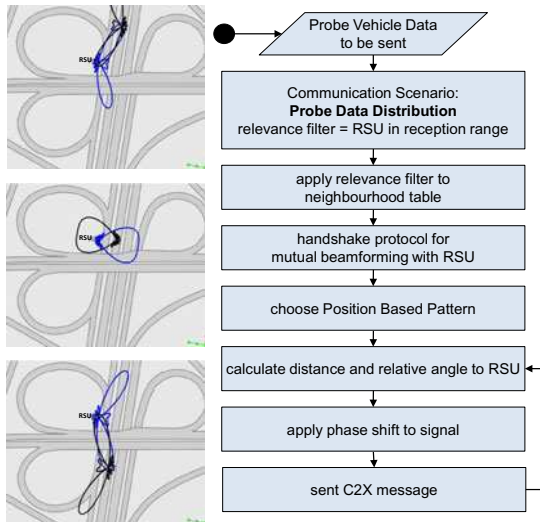 RSU
RSU
RSU
Probe Vehicle Data
to be sent
Communication Scenario:
Probe Data Distribution
relevance filter = RSU in reception range
apply relevance filter to
neighbourhood table
handshake protocol for
mutual beamforming with RSU
choose Position Based Pattern
calculate distance and relative angle to RSU
apply phase shift to signal
sent C2X message